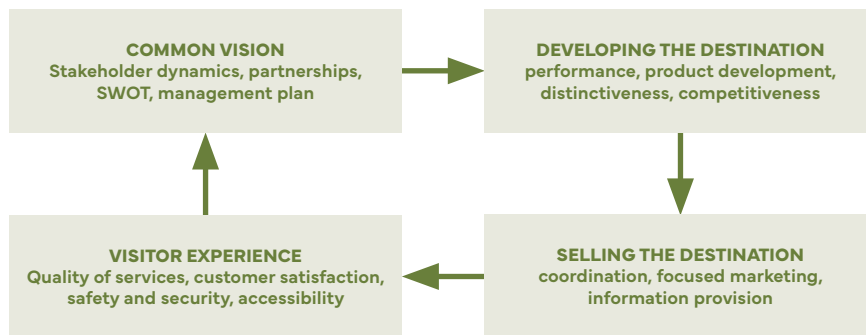 COMMON VISION
Stakeholder dynamics, partnerships,
SWOT, management plan
DEVELOPING THE DESTINATION
performance, product development,
distinctiveness, competitiveness
VISITOR EXPERIENCE
Quality of services, customer satisfaction,
safety and security, accessibility
SELLING THE DESTINATION
coordination, focused marketing,
information provision